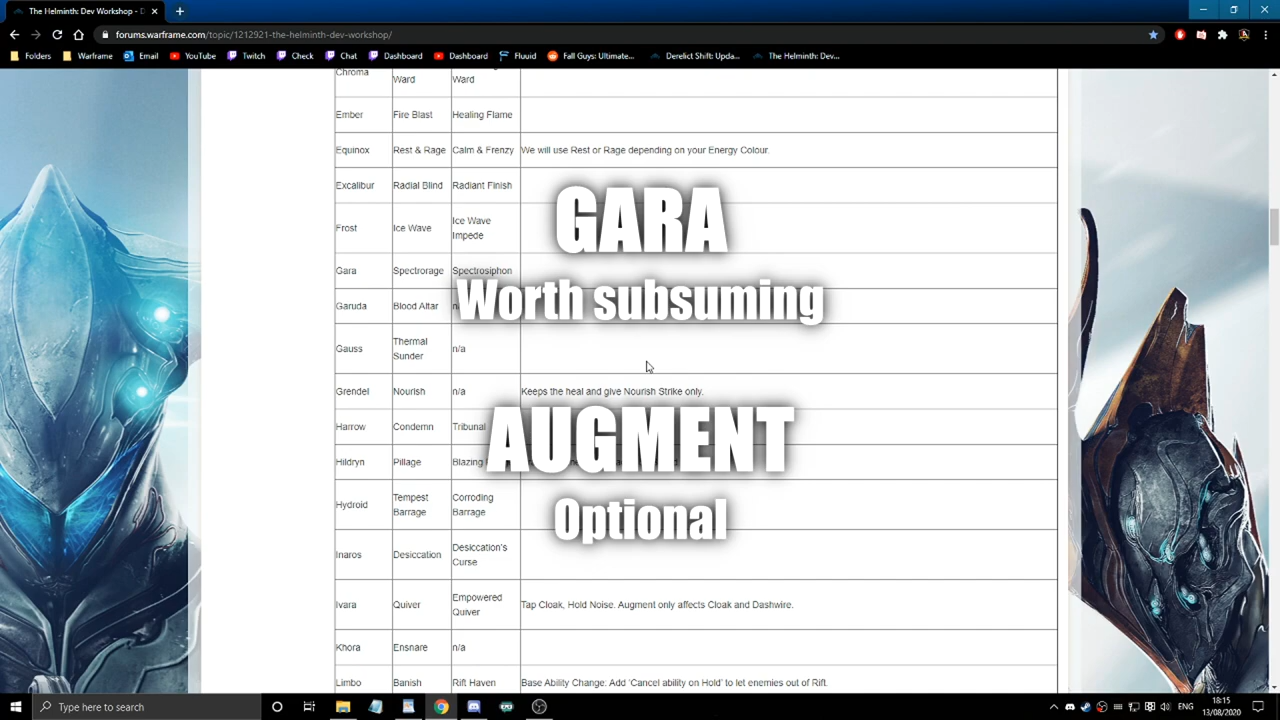 The Helminth: Dev Workshop - D
forums.warframe.com/topic/1212921-the-helminth-dev-workshop/
Folders Warframe Email YouTube Twitch Check Chat Dashboard Dashboard Fluuid Fall Guys: Ultimate... Derelict Shift: Upda... The Helminth: Dev...
Chroma Ward Ward
Ember Fire Blast Healing Flame
Equinox Rest & Rage Calm & Frenzy We will use Rest or Rage depending on your Energy Colour.
Excalibur Radial Blind Radiant Finish
GARA
Frost Ice Wave Ice Wave Impede
Gara Spectrorage Spectrosiphon
Worth subsuming
Garuda Blood Altar
Gauss Thermal Sunder n/a
Grendel Nourish n/a Keeps the heal and give Nourish Strike only.
Harrow Condemn Tribunal
AUGMENT
Hildryn Pillage Blazing
Hydroid Tempest Barrage Corroding Barrage
Optional
Inaros Desiccation Desiccation's Curse
Ivara Quiver Empowered Quiver Tap Cloak, Hold Noise. Augment only affects Cloak and Dashwire.
Khora Ensnare n/a
Limbo Banish Rift Haven Base Ability Change: Add 'Cancel ability on Hold' to let enemies out of Rift.
Type here to search
ENG
18:15
13/08/2020